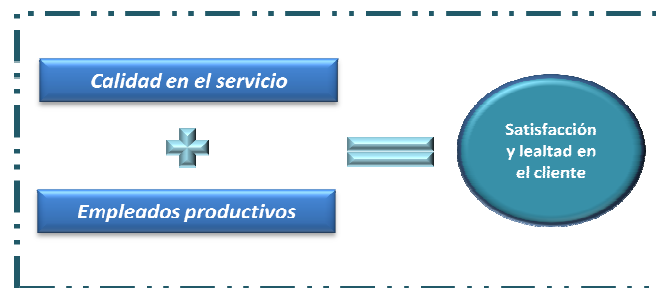 Calidad en el servicio
Empleados productivos
Satisfacción
y lealtad en
el cliente